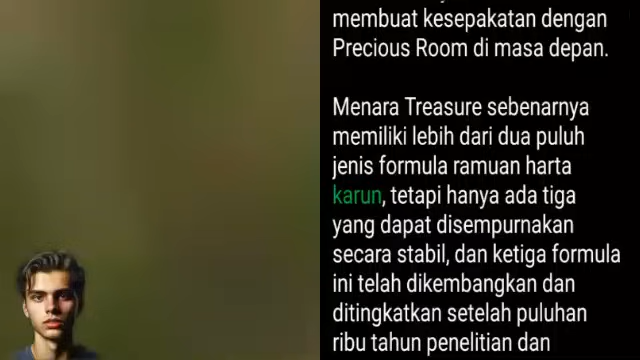 membuat kesepakatan dengan
Precious Room di masa depan.
Menara Treasure sebenarnya
memiliki lebih dari dua puluh
jenis formula ramuan harta
karun, tetapi hanya ada tiga
yang dapat disempurnakan
secara stabil, dan ketiga formula
ini telah dikembangkan dan
ditingkatkan setelah puluhan
ribu tahun penelitian dan